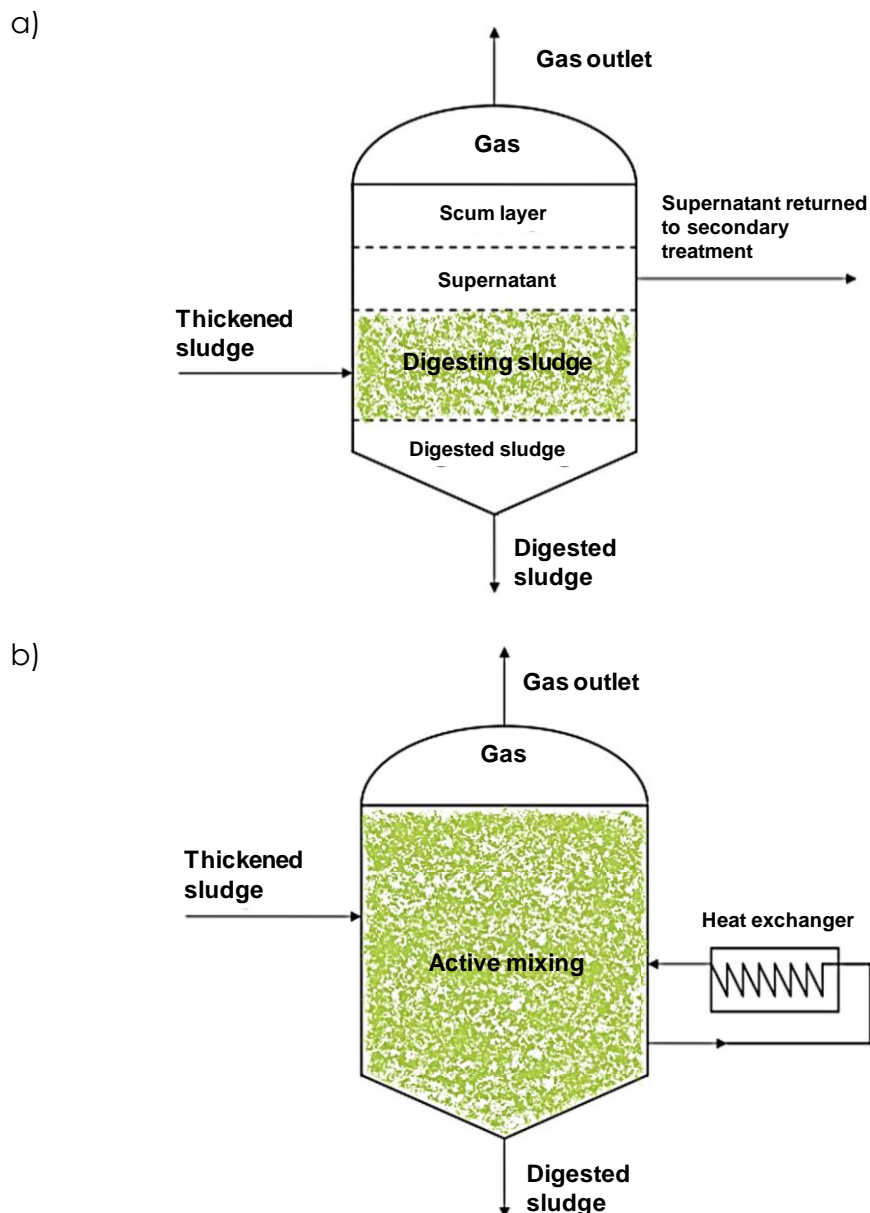 a)
Gas outlet
Gas
Scum layer
Supernatant returned
to secondary
treatment
Supernatant
Thickened
sludge
Digesting sludge
Digested sludge
Digested
sludge
b)
Gas outlet
Gas
Thickened
sludge
Heat exchanger
Active mixing
Digested
sludge